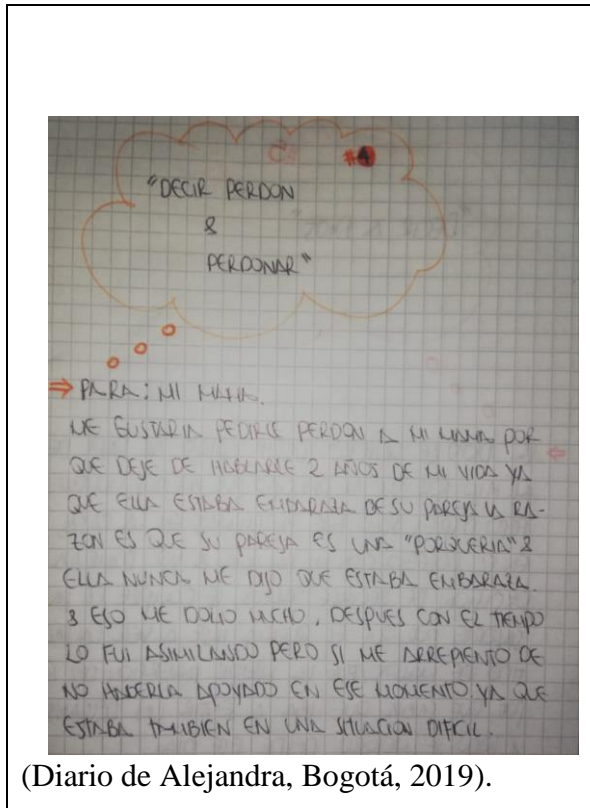 #4
"DECIR PERDON
&
PERDONAR"
⇒ PARA: MI MAMA.
ME GUSTARIA PEDIRLE PERDON A MI MAMA POR
QUE DEJE DE HABLARLE 2 AÑOS DE MI VIDA YA
QUE ELLA ESTABA EMBARAZA DE SU PAREJA LA RA-
ZON ES QUE SU PAREJA ES UNA "PORQUERIA" &
ELLA NUNCA ME DIJO QUE ESTABA EMBARAZA.
& ESO ME DOLIO MUCHO, DESPUES CON EL TIEMPO
LO FUI ASIMILANDO PERO SI ME ARREPIENTO DE
NO HABERLA APOYADO EN ESE MOMENTO YA QUE
ESTABA TAMBIEN EN UNA SITUACION DIFICIL.
(Diario de Alejandra, Bogotá, 2019).